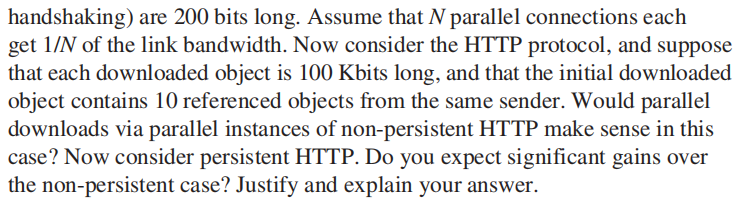 handshaking) are 200 bits long. Assume that N parallel connections each
get 1/N of the link bandwidth. Now consider the HTTP protocol, and suppose
that each downloaded object is 100 Kbits long, and that the initial downloaded
object contains 10 referenced objects from the same sender. Would parallel
downloads via parallel instances of non-persistent HTTP make sense in this
case? Now consider persistent HTTP. Do you expect significant gains over
the non-persistent case? Justify and explain your answer.